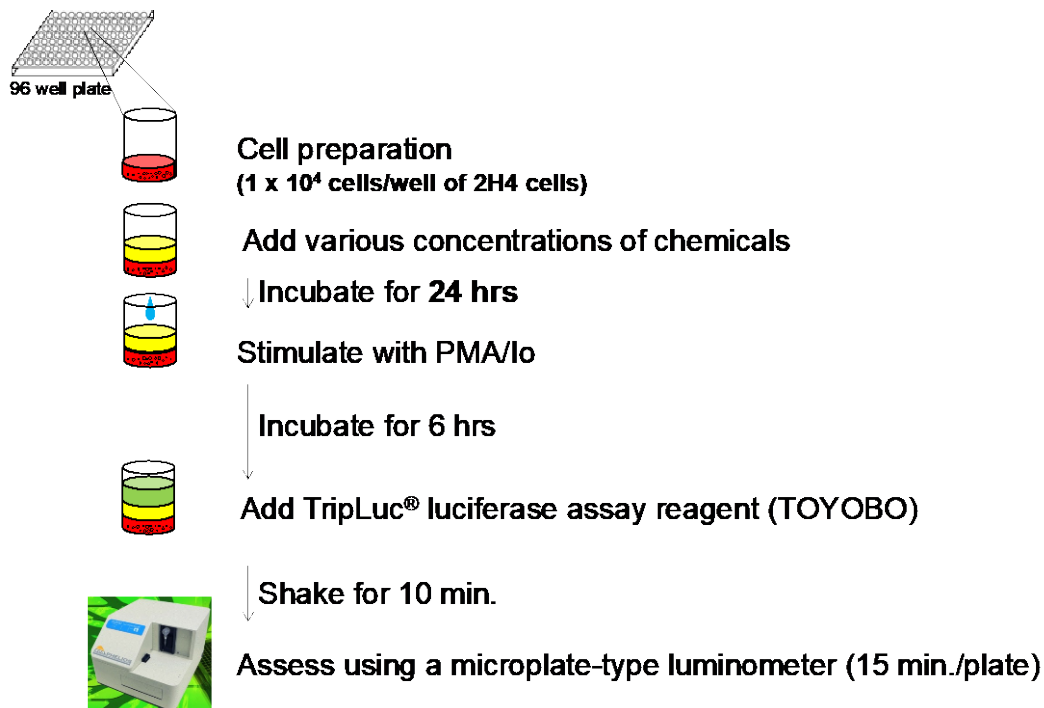 96 well plate
Cell preparation
(1 x 10⁴ cells/well of 2H4 cells)
Add various concentrations of chemicals
Incubate for 24 hrs
Stimulate with PMA/Io
Incubate for 6 hrs
Add TripLuc® luciferase assay reagent (TOYOBO)
Shake for 10 min.
Assess using a microplate-type luminometer (15 min./plate)